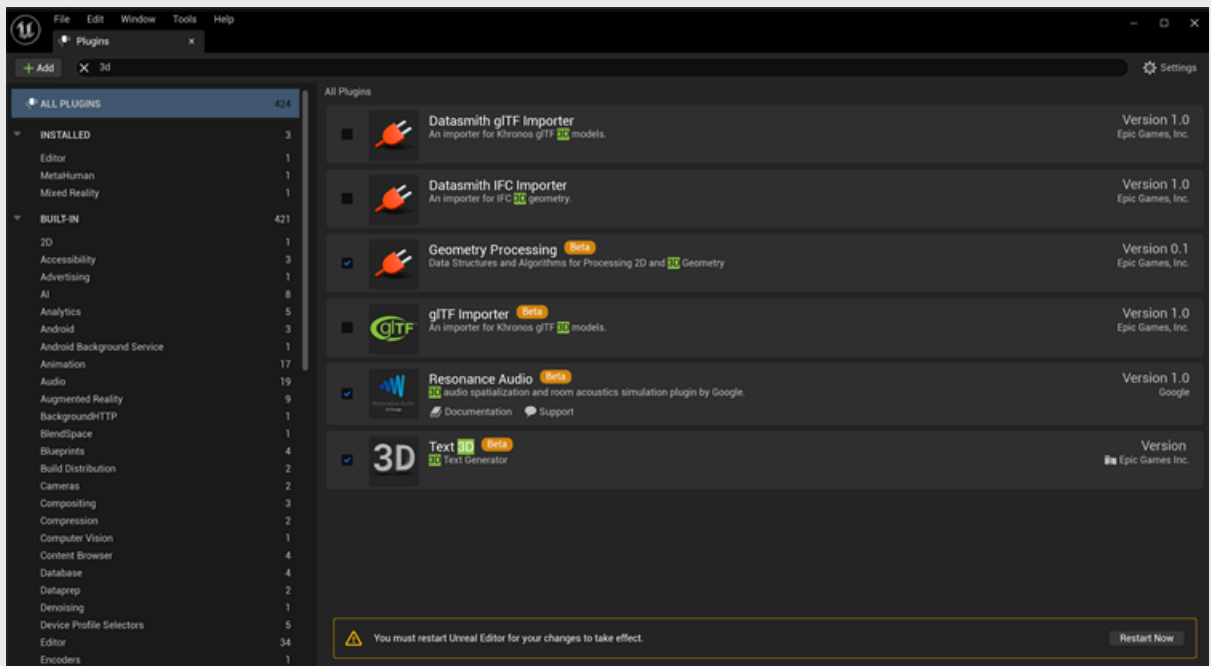 File Edit Window Tools Help
Plugins
+ Add
3d
Settings
ALL PLUGINS 424
INSTALLED 3
Editor 1
MetaHuman 1
Mixed Reality 1
BUILT-IN 421
2D 1
Accessibility 3
Advertising 1
AI 8
Analytics 5
Android 3
Android Background Service 1
Animation 17
Audio 19
Augmented Reality 9
BackgroundHTTP 1
BlendSpace 1
Blueprints 4
Build Distribution 2
Cameras 2
Compositing 3
Compression 2
Computer Vision 1
Content Browser 4
Database 4
Dataprep 2
Denoising 1
Device Profile Selectors 5
Editor 34
Encoders 1
All Plugins
Datasmith glTF Importer
An importer for Khronos glTF 3D models.
Version 1.0
Epic Games, Inc.
Datasmith IFC Importer
An importer for IFC 3D geometry.
Version 1.0
Epic Games, Inc.
Geometry Processing Beta
Data Structures and Algorithms for Processing 2D and 3D Geometry
Version 0.1
Epic Games, Inc.
glTF
glTF Importer Beta
An importer for Khronos glTF 3D models.
Version 1.0
Epic Games, Inc.
Resonance Audio
Resonance Audio Beta
3D audio spatialization and room acoustics simulation plugin by Google.
Documentation Support
Version 1.0
Google
3D
Text 3D Beta
3D Text Generator
Version
Epic Games Inc.
You must restart Unreal Editor for your changes to take effect.
Restart Now